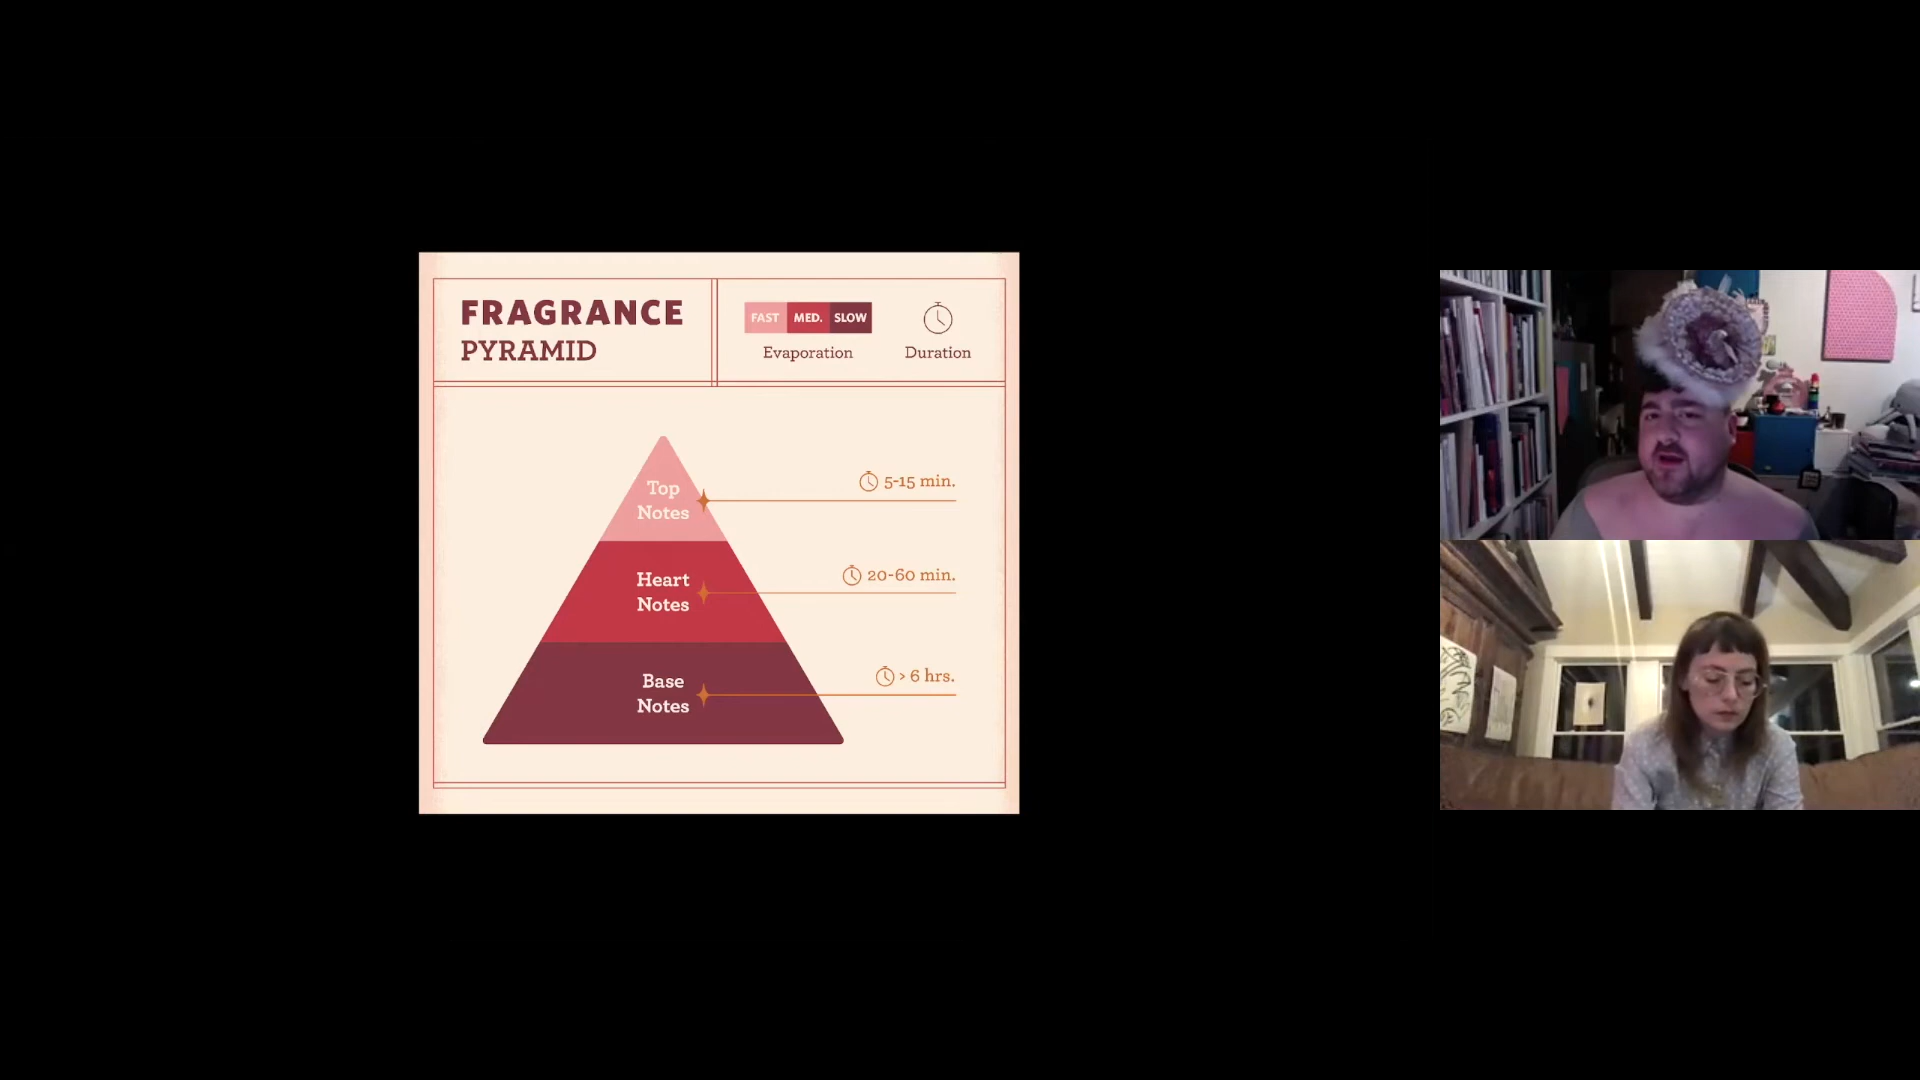 FRAGRANCE
PYRAMID
FAST MED. SLOW
Evaporation
Duration
Top
Notes
5-15 min.
Heart
Notes
20-60 min.
Base
Notes
> 6 hrs.